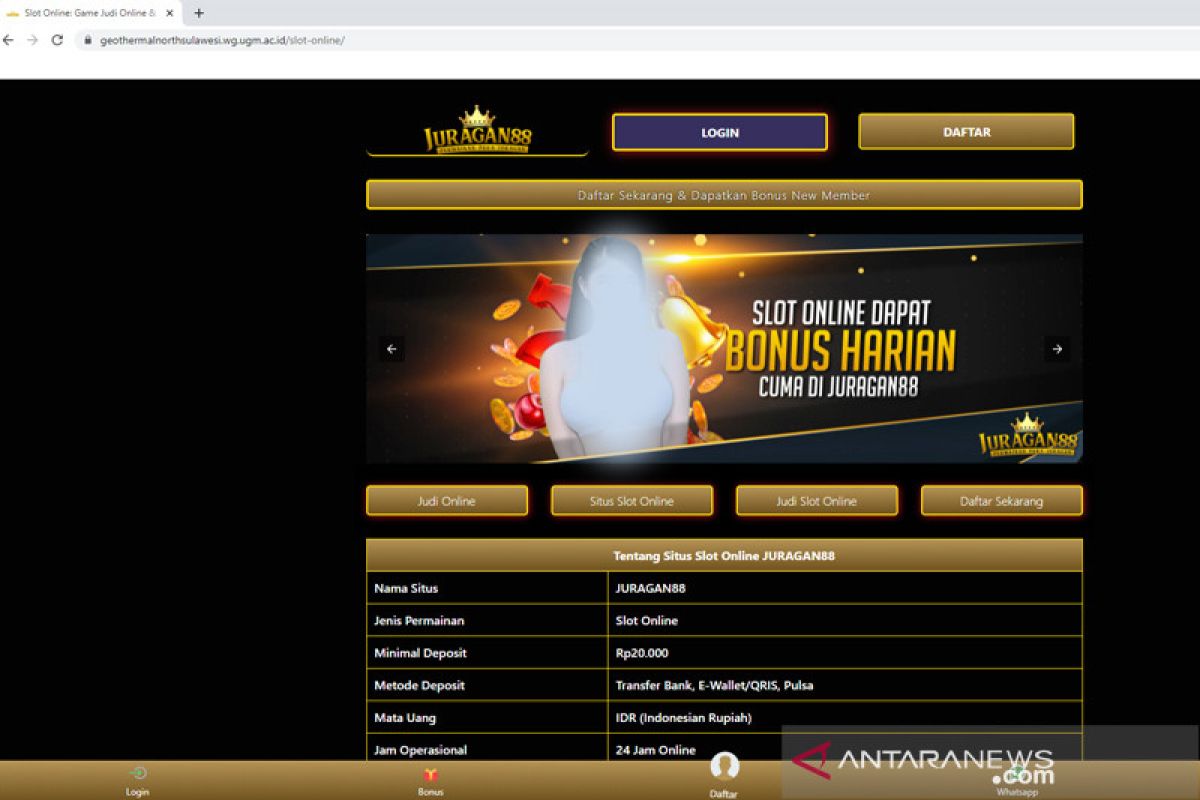 Slot Online: Game Judi Online &
geothermalnorthsulawesi.wg.ugm.ac.id/slot-online/
JURAGAN88
LOGIN
DAFTAR
Daftar Sekarang & Dapatkan Bonus New Member
SLOT ONLINE DAPAT
BONUS HARIAN
CUMA DI JURAGAN88
JURAGAN88
Judi Online
Situs Slot Online
Judi Slot Online
Daftar Sekarang
Tentang Situs Slot Online JURAGAN88
Nama Situs JURAGAN88
Jenis Permainan Slot Online
Minimal Deposit Rp20.000
Metode Deposit Transfer Bank, E-Wallet/QRIS, Pulsa
Mata Uang IDR (Indonesian Rupiah)
Jam Operasional 24 Jam Online
ANTARANEWS
.com
Login
Bonus
Daftar
Whatsapp